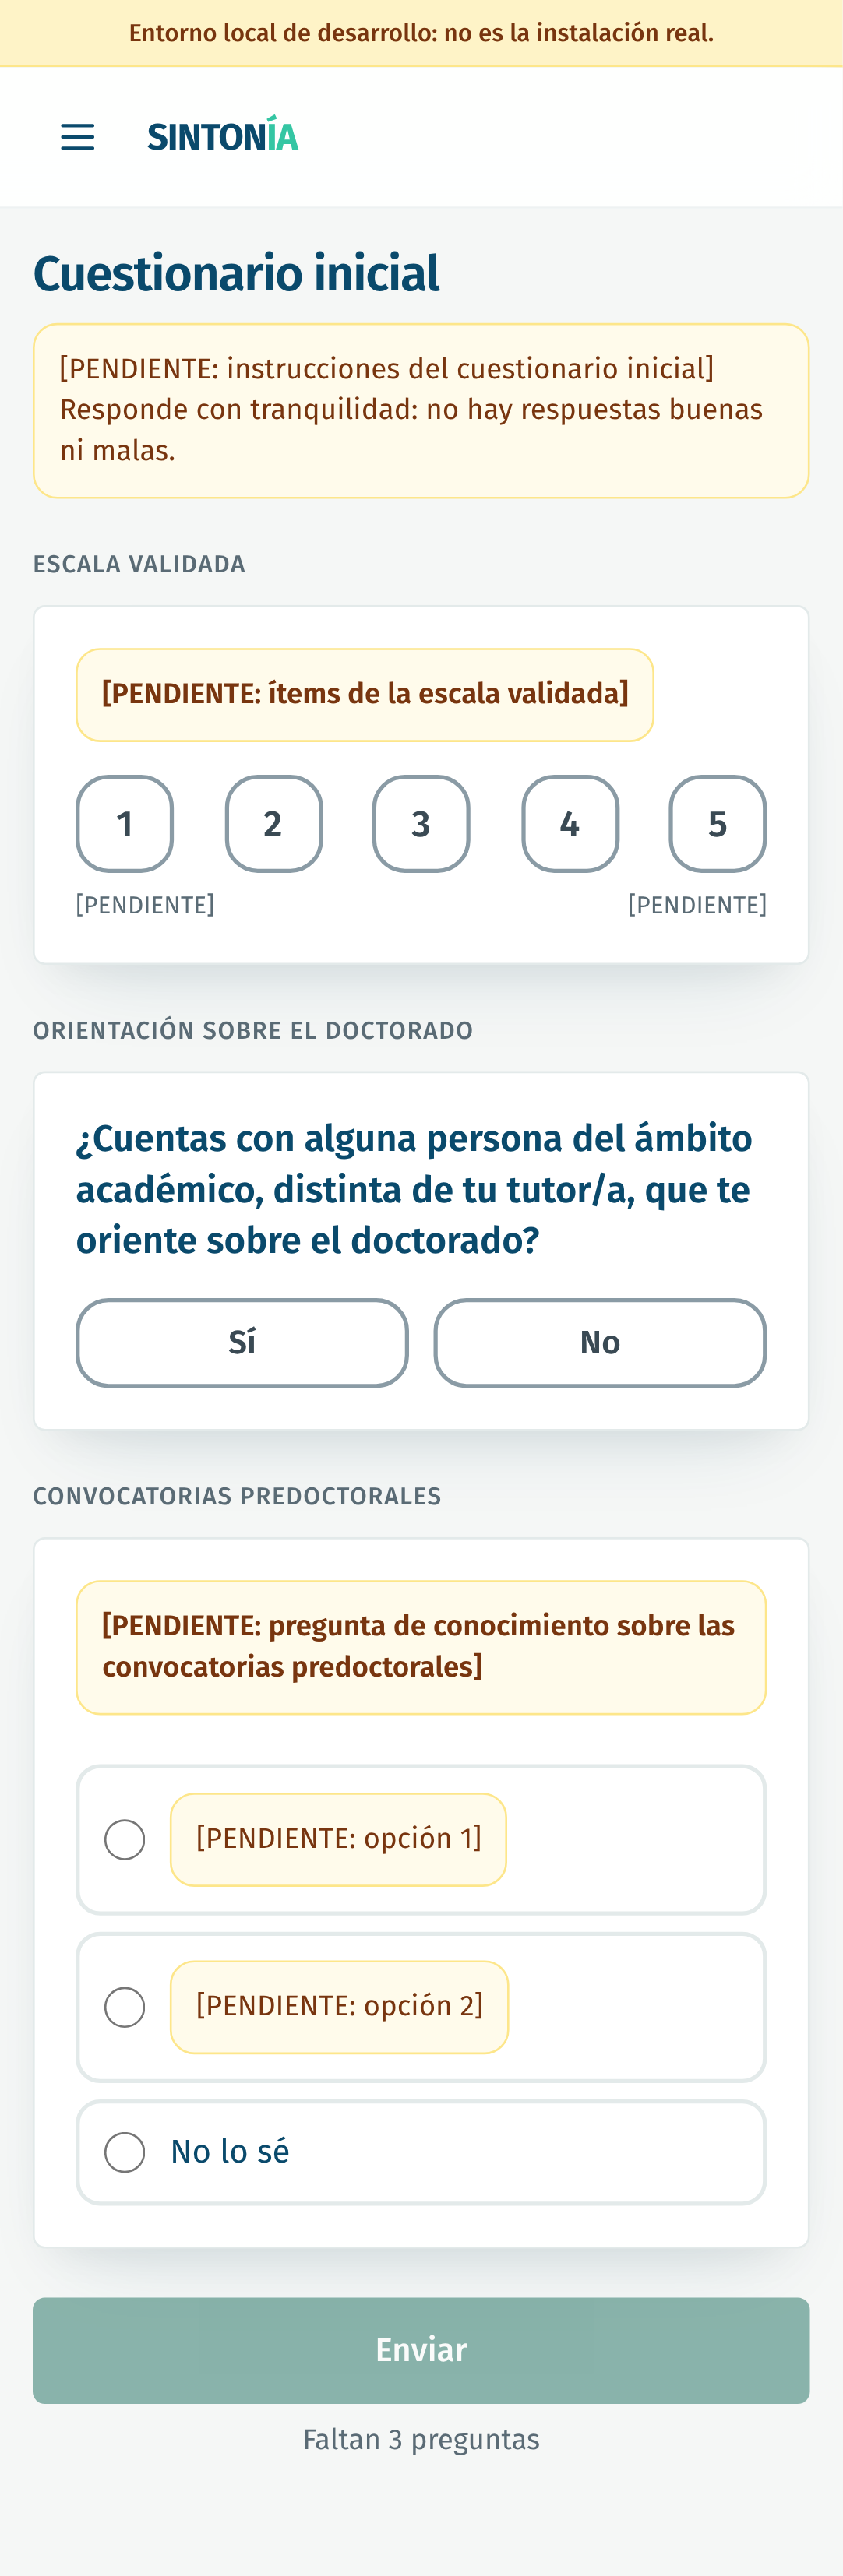 Entorno local de desarrollo: no es la instalación real.
SINTONÍA
Cuestionario inicial
[PENDIENTE: instrucciones del cuestionario inicial]
Responde con tranquilidad: no hay respuestas buenas
ni malas.
ESCALA VALIDADA
[PENDIENTE: ítems de la escala validada]
1 2 3 4 5
[PENDIENTE] [PENDIENTE]
ORIENTACIÓN SOBRE EL DOCTORADO
¿Cuentas con alguna persona del ámbito
académico, distinta de tu tutor/a, que te
oriente sobre el doctorado?
Sí No
CONVOCATORIAS PREDOCTORALES
[PENDIENTE: pregunta de conocimiento sobre las
convocatorias predoctorales]
[PENDIENTE: opción 1]
[PENDIENTE: opción 2]
No lo sé
Enviar
Faltan 3 preguntas